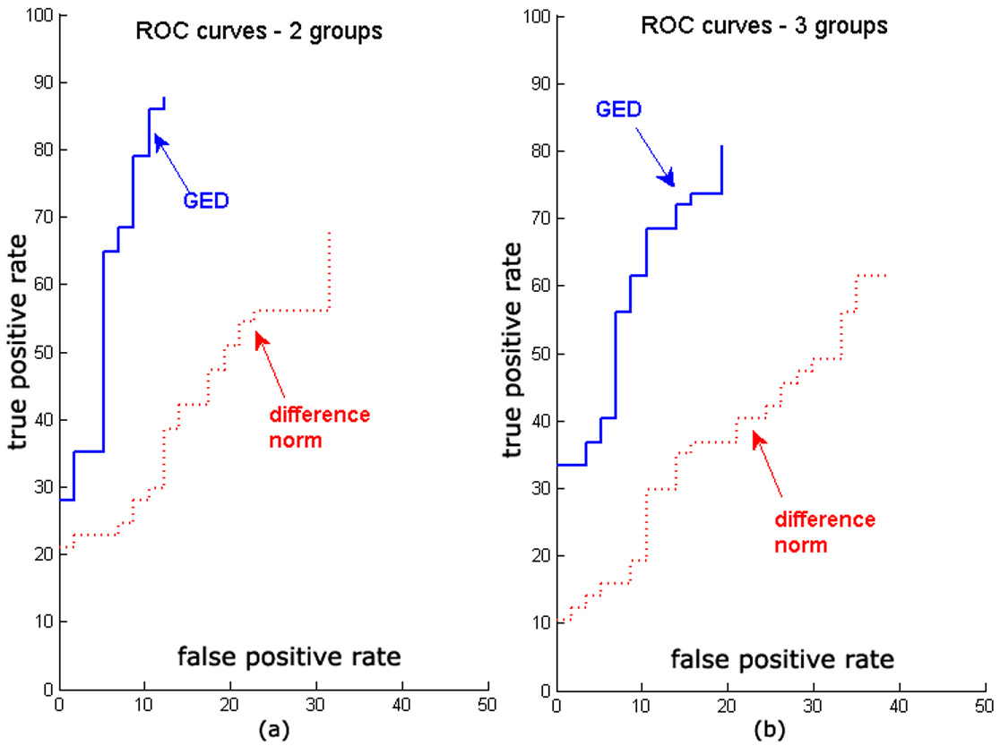 ROC curves - 2 groups
true positive rate
100
90
80
70
60
50
40
30
20
10
0
GED
difference
norm
false positive rate
0 10 20 30 40 50
(a)
ROC curves - 3 groups
true positive rate
100
90
80
70
60
50
40
30
20
10
0
GED
difference
norm
false positive rate
0 10 20 30 40 50
(b)